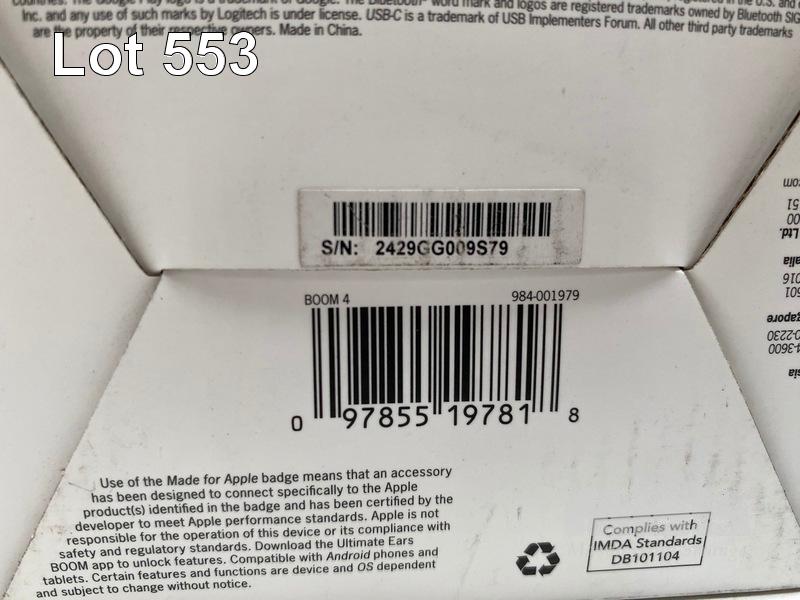 Inc. and any use of such marks by Logitech is under license. USB-C is a trademark of USB Implementers Forum. All other third party trademarks
are the property of their respective owners. Made in China.
Lot 553
S/N: 2429GG009S79
BOOM 4 984-001979
0 97855 19781 8
Use of the Made for Apple badge means that an accessory
has been designed to connect specifically to the Apple
product(s) identified in the badge and has been certified by the
developer to meet Apple performance standards. Apple is not
responsible for the operation of this device or its compliance with
safety and regulatory standards. Download the Ultimate Ears
BOOM app to unlock features. Compatible with Android phones and
tablets. Certain features and functions are device and OS dependent
and subject to change without notice.
Complies with
IMDA Standards
DB101104